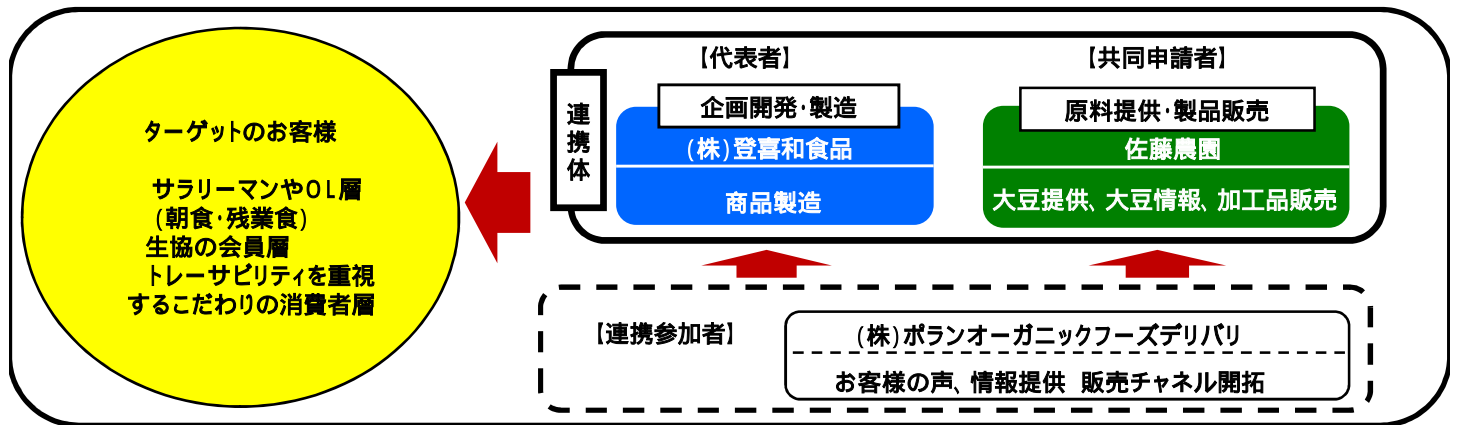 ターゲットのお客様
サラリーマンやOL層
(朝食・残業食)
生協の会員層
トレーサビリティを重視
するこだわりの消費者層
連携体
【代表者】
企画開発・製造
(株)登喜和食品
商品製造
【共同申請者】
原料提供・製品販売
佐藤農園
大豆提供、大豆情報、加工品販売
【連携参加者】
(株)ポランオーガニックフーズデリバリ
お客様の声、情報提供 販売チャネル開拓